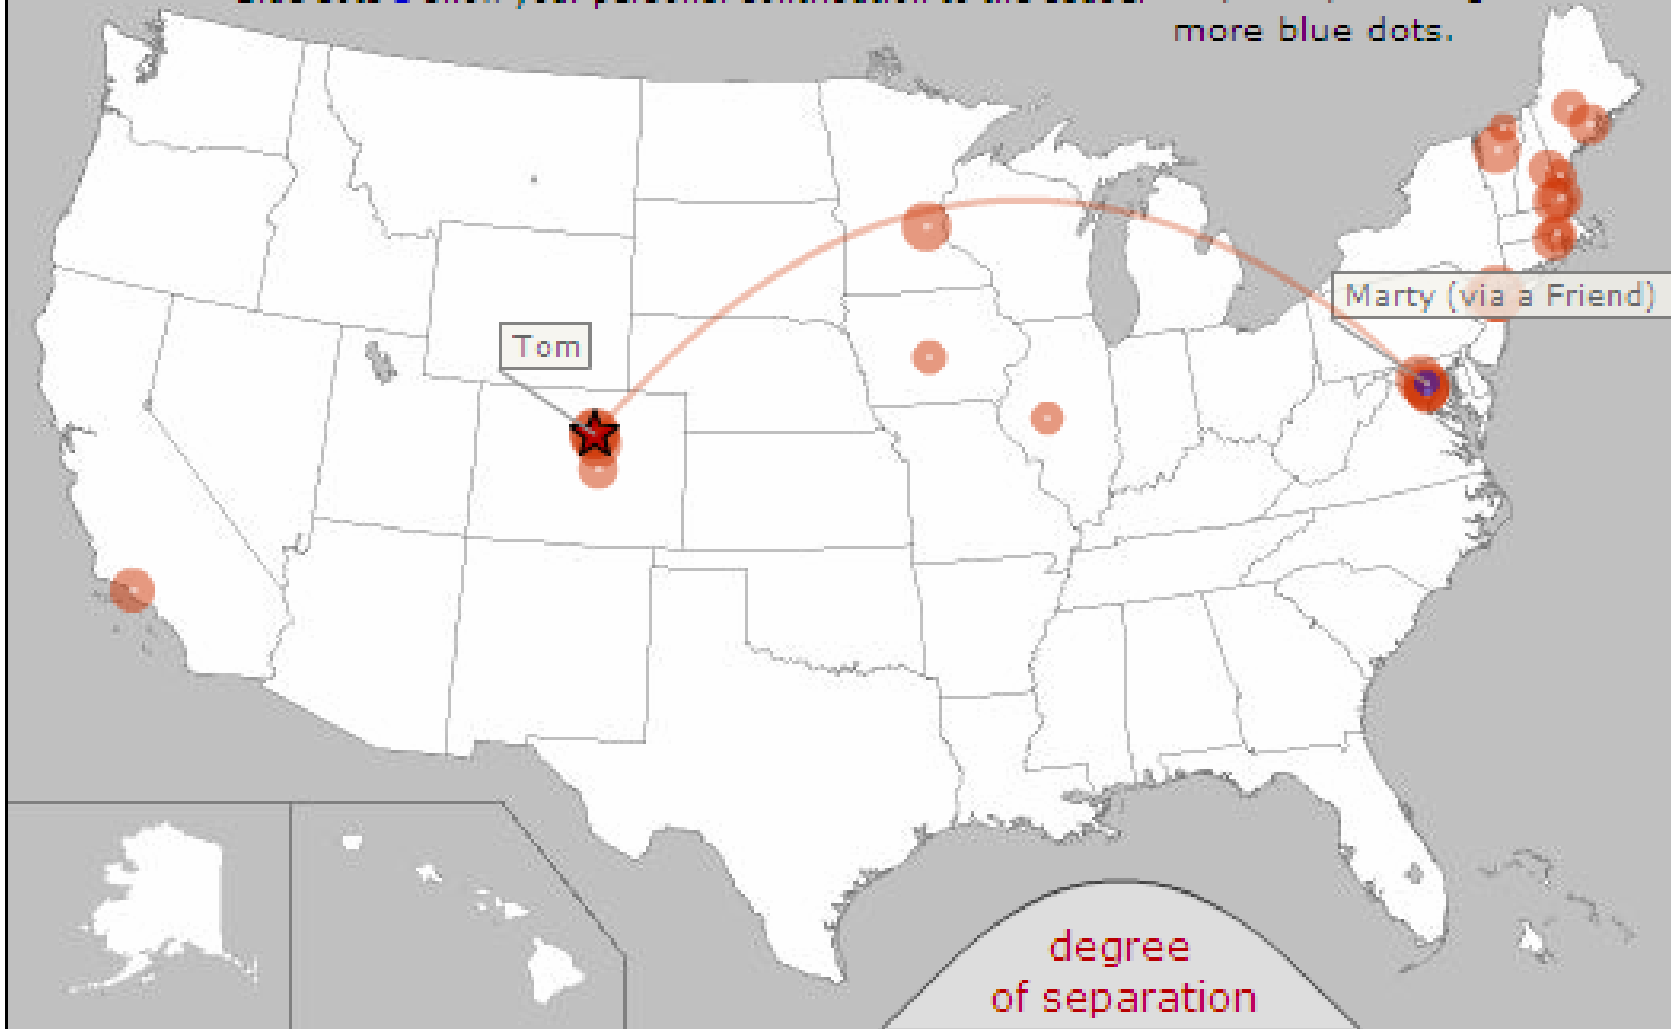 more blue dots.
Marty (via a Friend)
Tom
degree
of separation